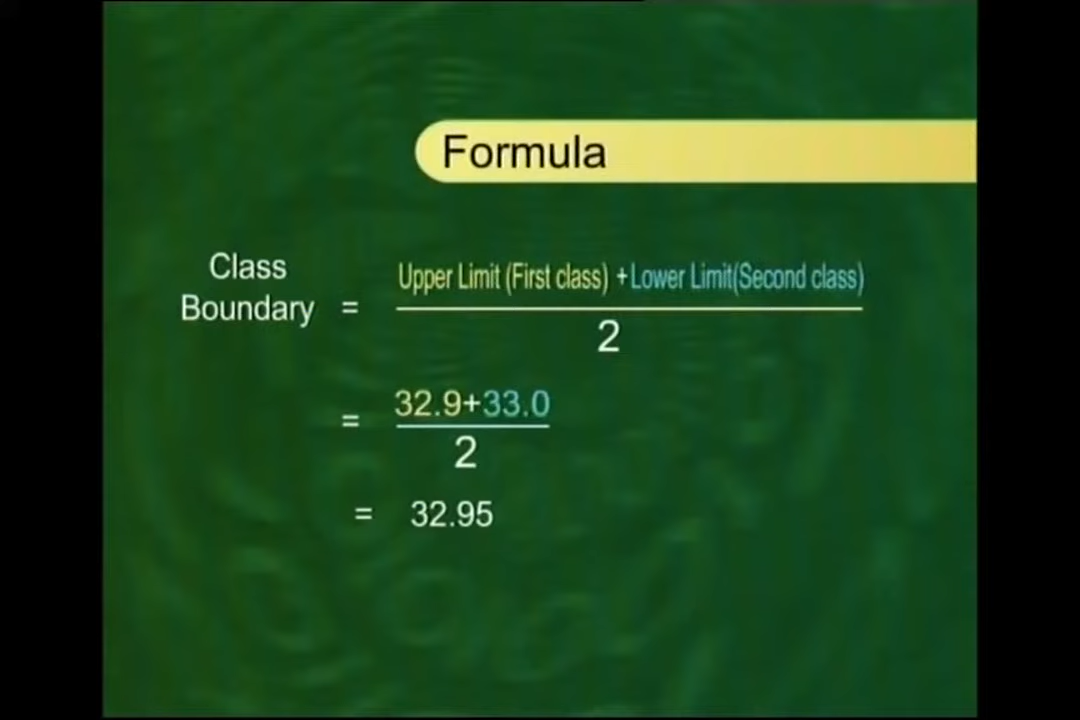 Formula
Class
Boundary = Upper Limit (First class) +Lower Limit(Second class)
2
= 32.9+33.0
2
= 32.95